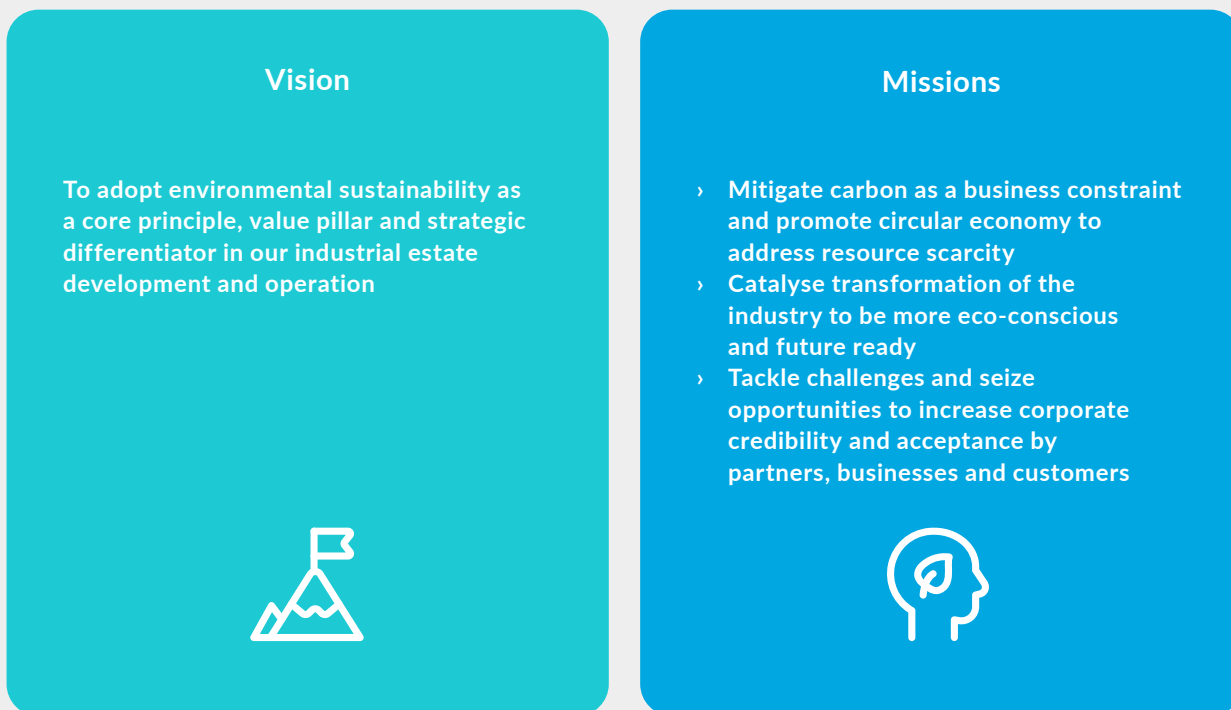 Vision
To adopt environmental sustainability as
a core principle, value pillar and strategic
differentiator in our industrial estate
development and operation
Missions
› Mitigate carbon as a business constraint
and promote circular economy to
address resource scarcity
› Catalyse transformation of the
industry to be more eco-conscious
and future ready
› Tackle challenges and seize
opportunities to increase corporate
credibility and acceptance by
partners, businesses and customers